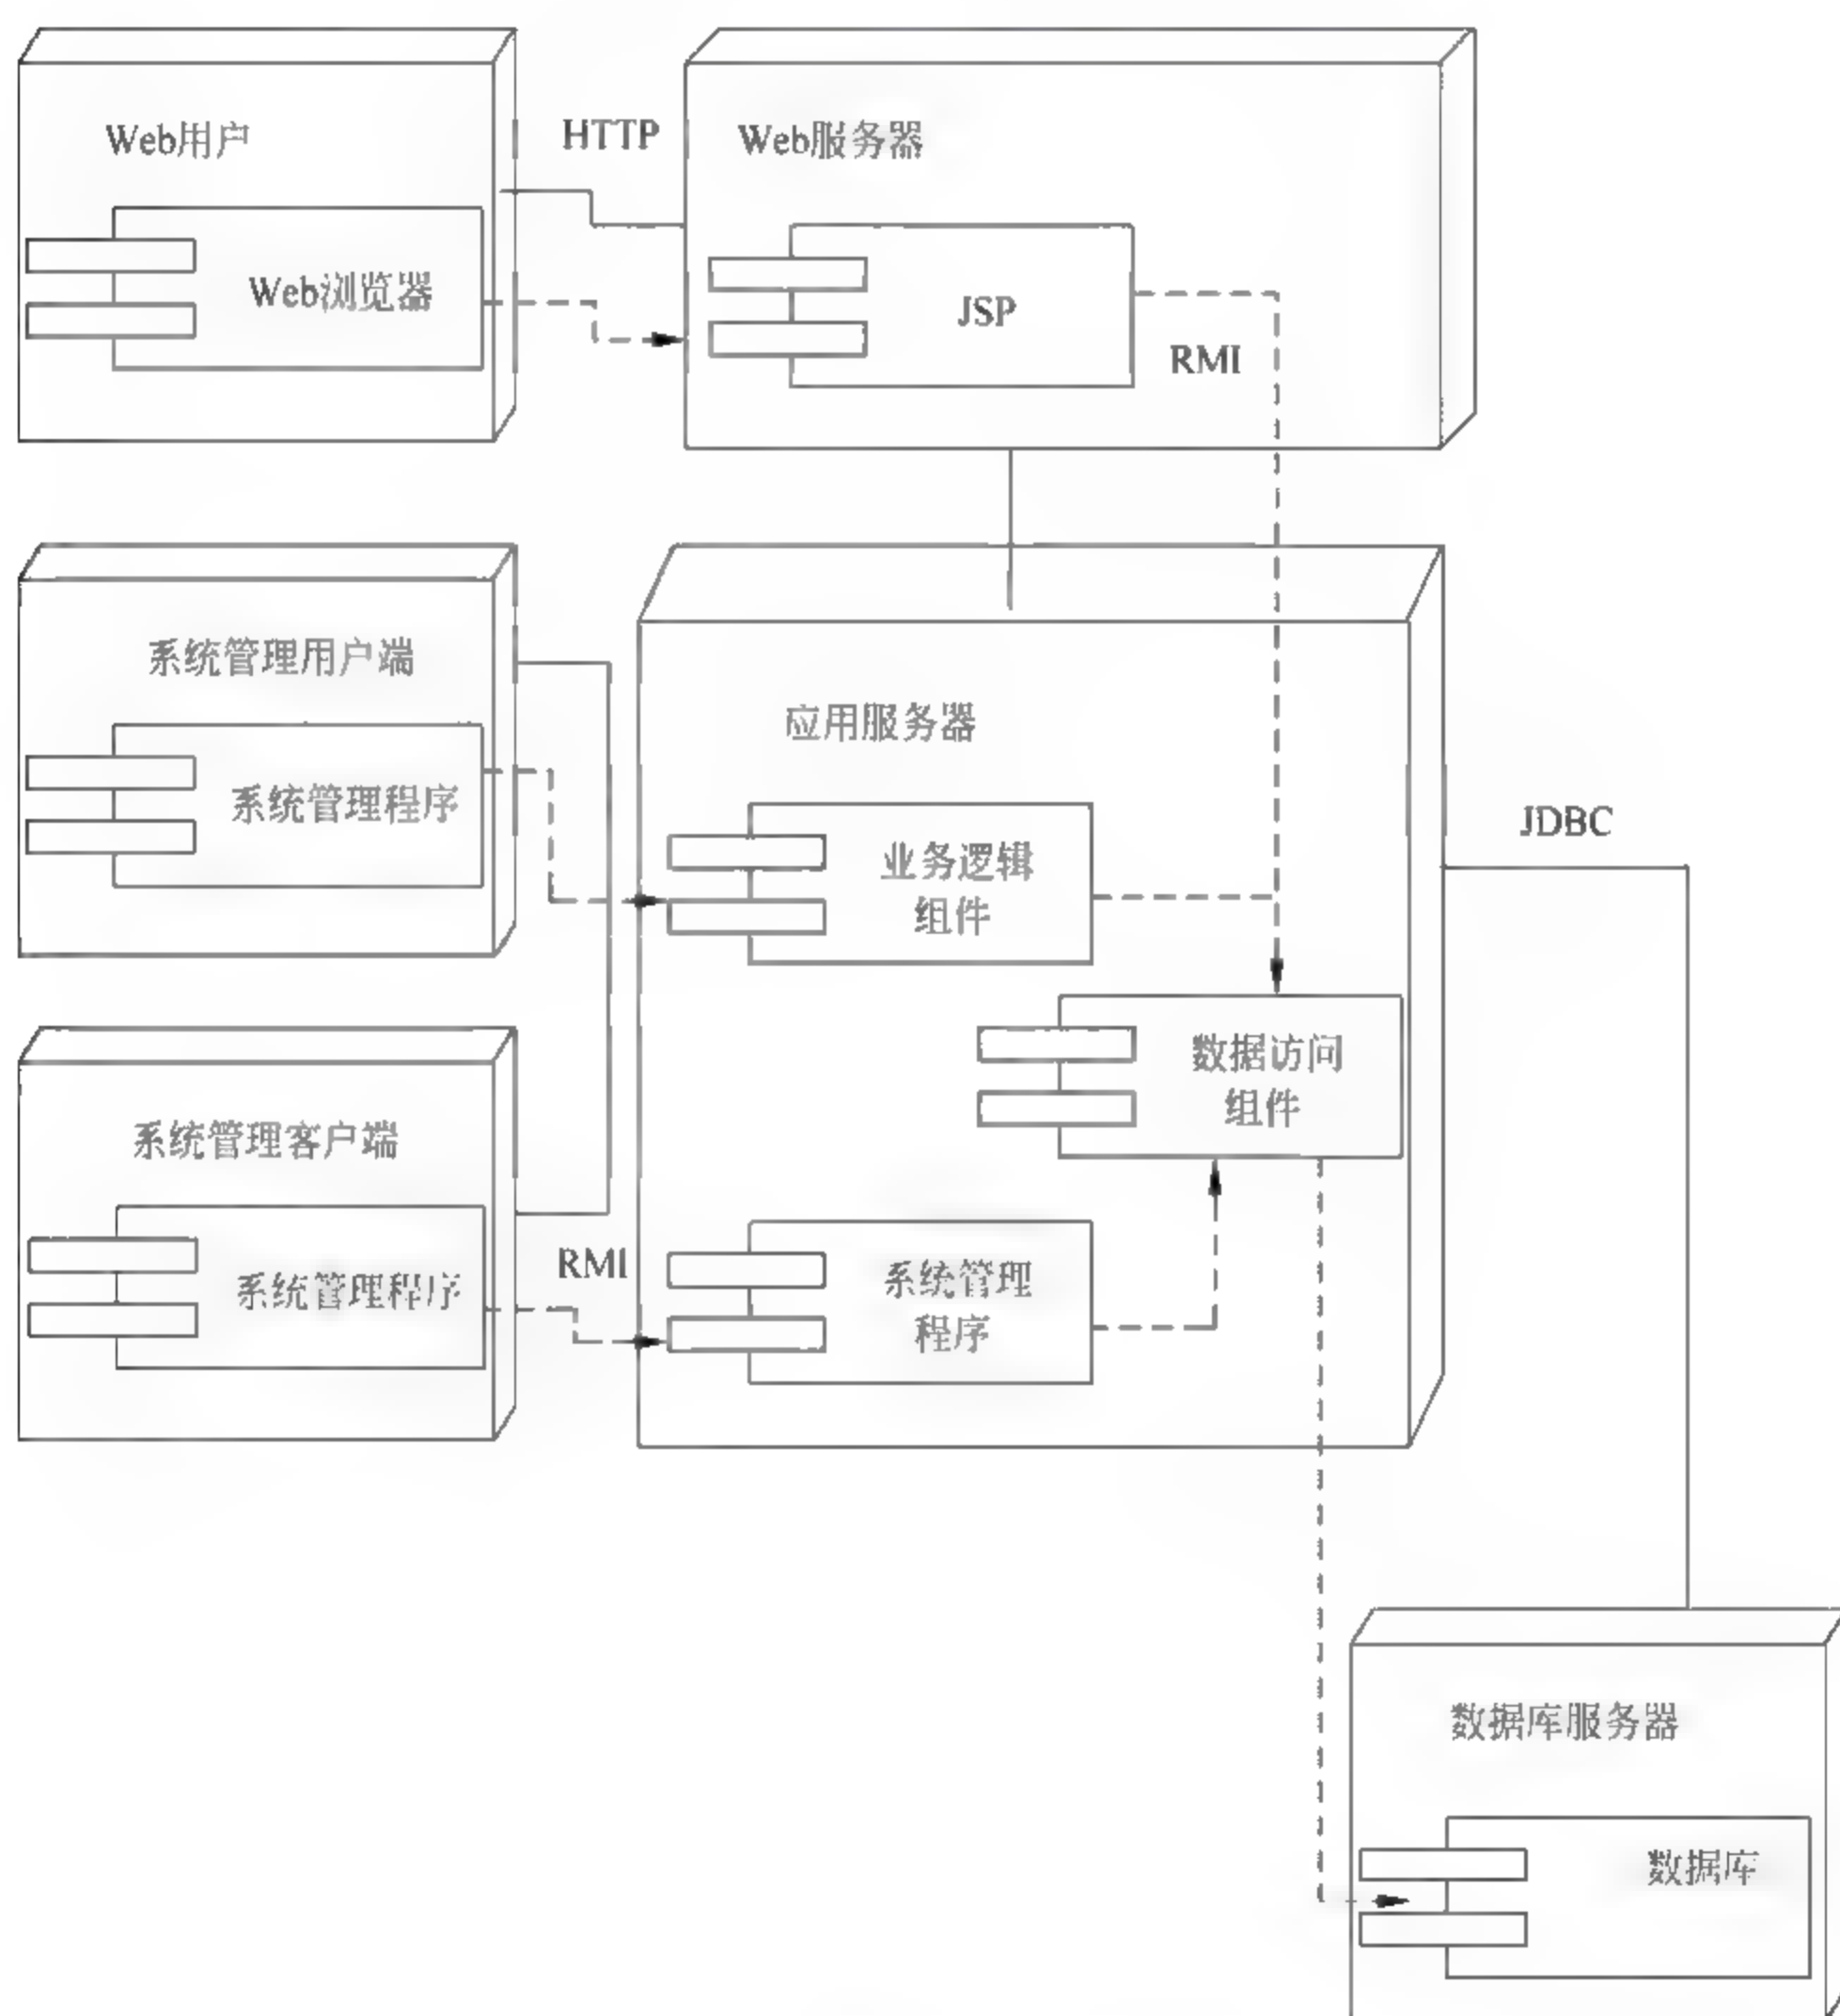 Web用户
HTTP
Web服务器
Web浏览器
JSP
RMI
系统管理用户端
应用服务器
系统管理程序
业务逻辑
组件
JDBC
数据访问
组件
系统管理客户端
RMI
系统管理程序
系统管理
程序
数据库服务器
数据库